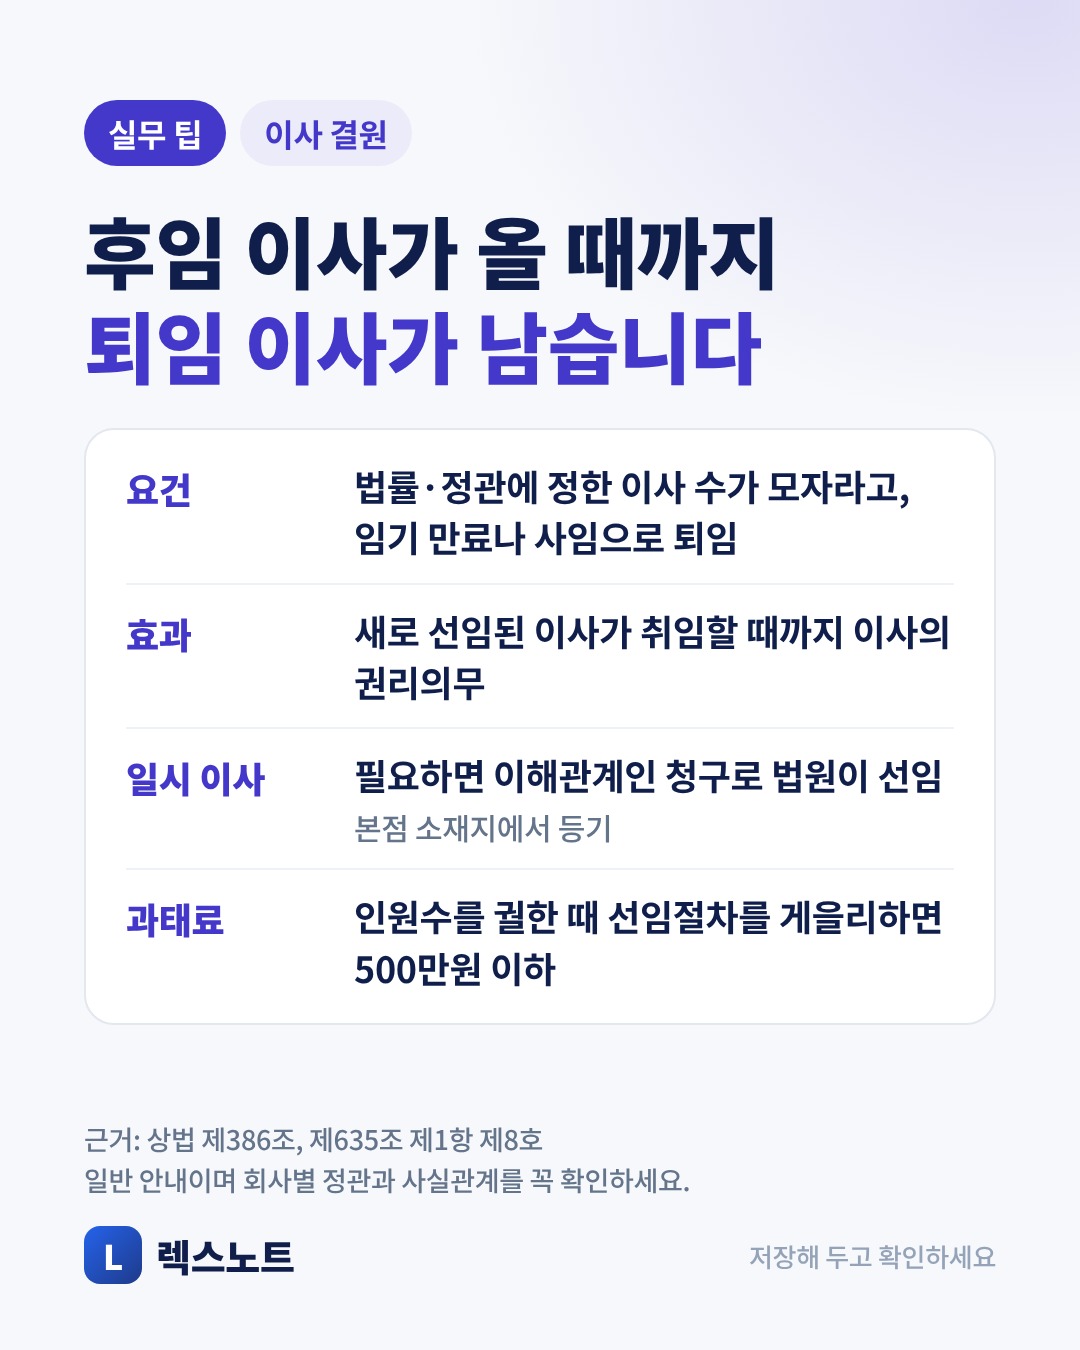 실무 팁
이사 결원
후임 이사가 올 때까지
퇴임 이사가 남습니다
요건
법률·정관에 정한 이사 수가 모자라고,
임기 만료나 사임으로 퇴임
효과
새로 선임된 이사가 취임할 때까지 이사의
권리의무
일시 이사
필요하면 이해관계인 청구로 법원이 선임
본점 소재지에서 등기
과태료
인원수를 궐한 때 선임절차를 게을리하면
500만원 이하
근거: 상법 제386조, 제635조 제1항 제8호
일반 안내이며 회사별 정관과 사실관계를 꼭 확인하세요.
L 렉스노트
저장해 두고 확인하세요